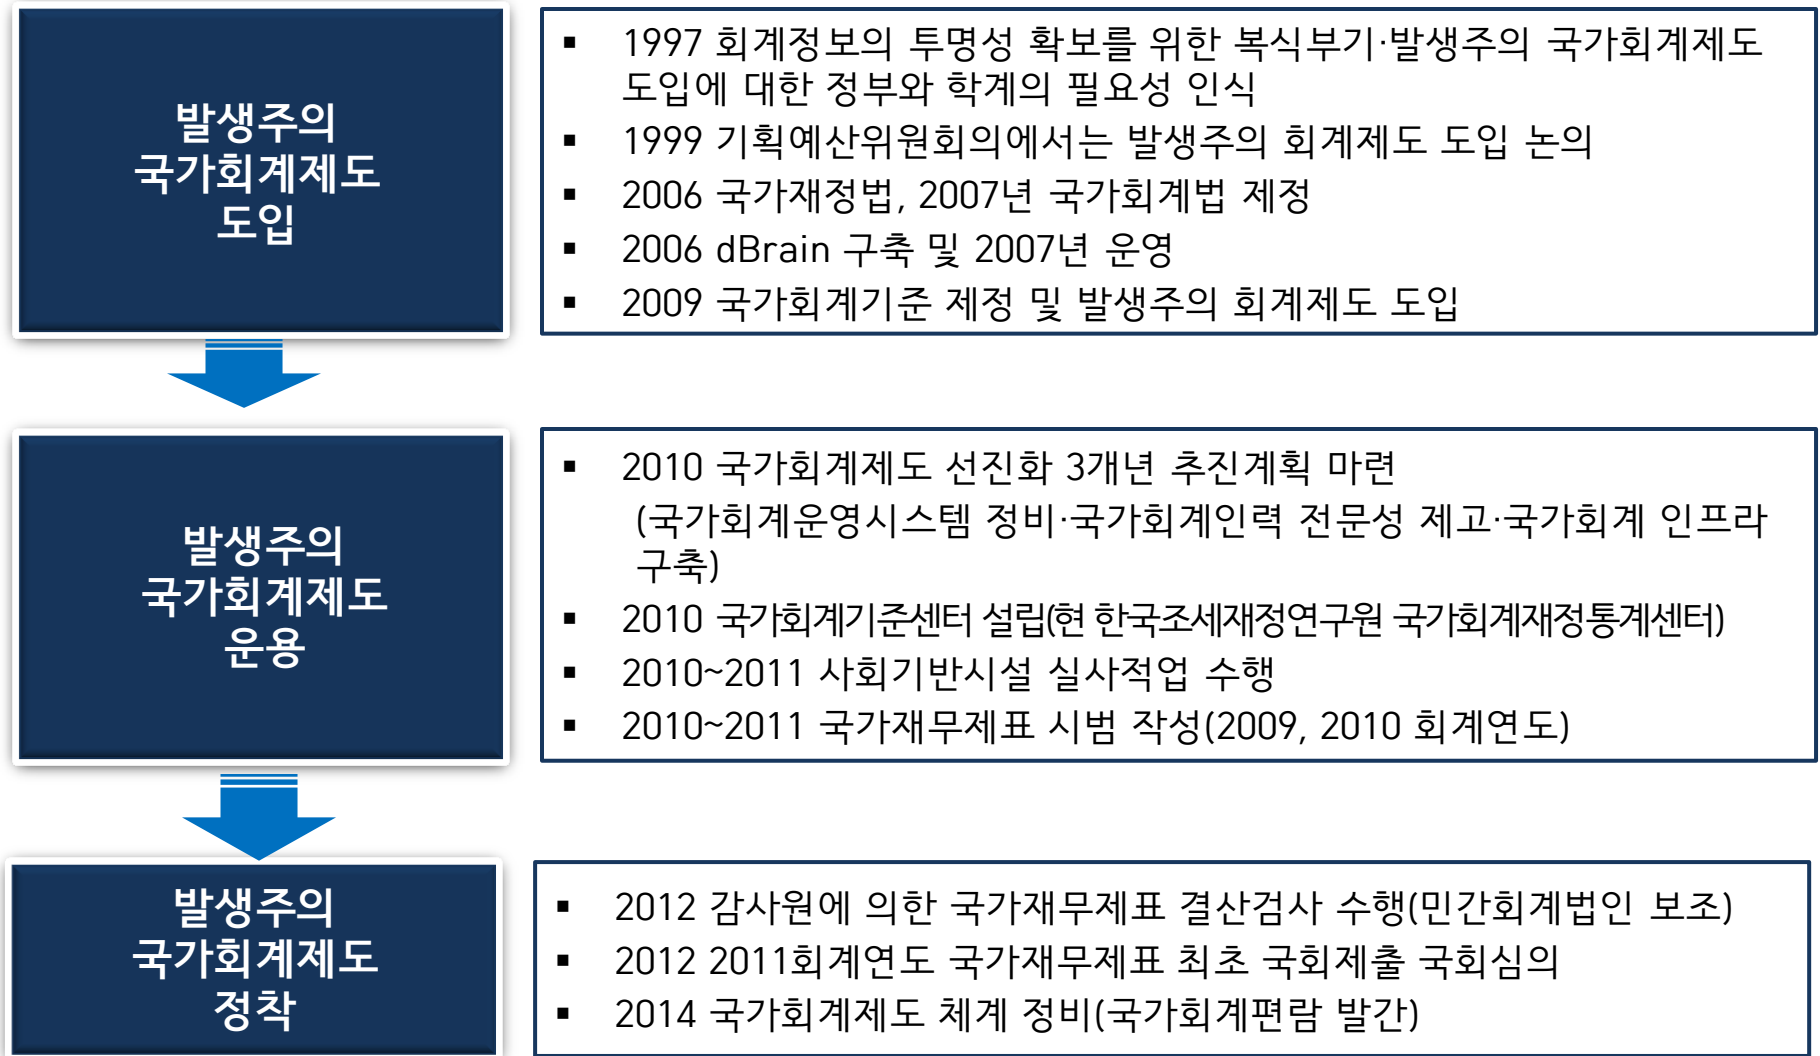 발생주의
국가회계제도
도입
▪ 1997 회계정보의 투명성 확보를 위한 복식부기·발생주의 국가회계제도
도입에 대한 정부와 학계의 필요성 인식
▪ 1999 기획예산위원회의에서는 발생주의 회계제도 도입 논의
▪ 2006 국가재정법, 2007년 국가회계법 제정
▪ 2006 dBrain 구축 및 2007년 운영
▪ 2009 국가회계기준 제정 및 발생주의 회계제도 도입
발생주의
국가회계제도
운용
▪ 2010 국가회계제도 선진화 3개년 추진계획 마련
(국가회계운영시스템 정비·국가회계인력 전문성 제고·국가회계 인프라
구축)
▪ 2010 국가회계기준센터 설립(현 한국조세재정연구원 국가회계재정통계센터)
▪ 2010~2011 사회기반시설 실사적업 수행
▪ 2010~2011 국가재무제표 시범 작성(2009, 2010 회계연도)
발생주의
국가회계제도
정착
▪ 2012 감사원에 의한 국가재무제표 결산검사 수행(민간회계법인 보조)
▪ 2012 2011회계연도 국가재무제표 최초 국회제출 국회심의
▪ 2014 국가회계제도 체계 정비(국가회계편람 발간)